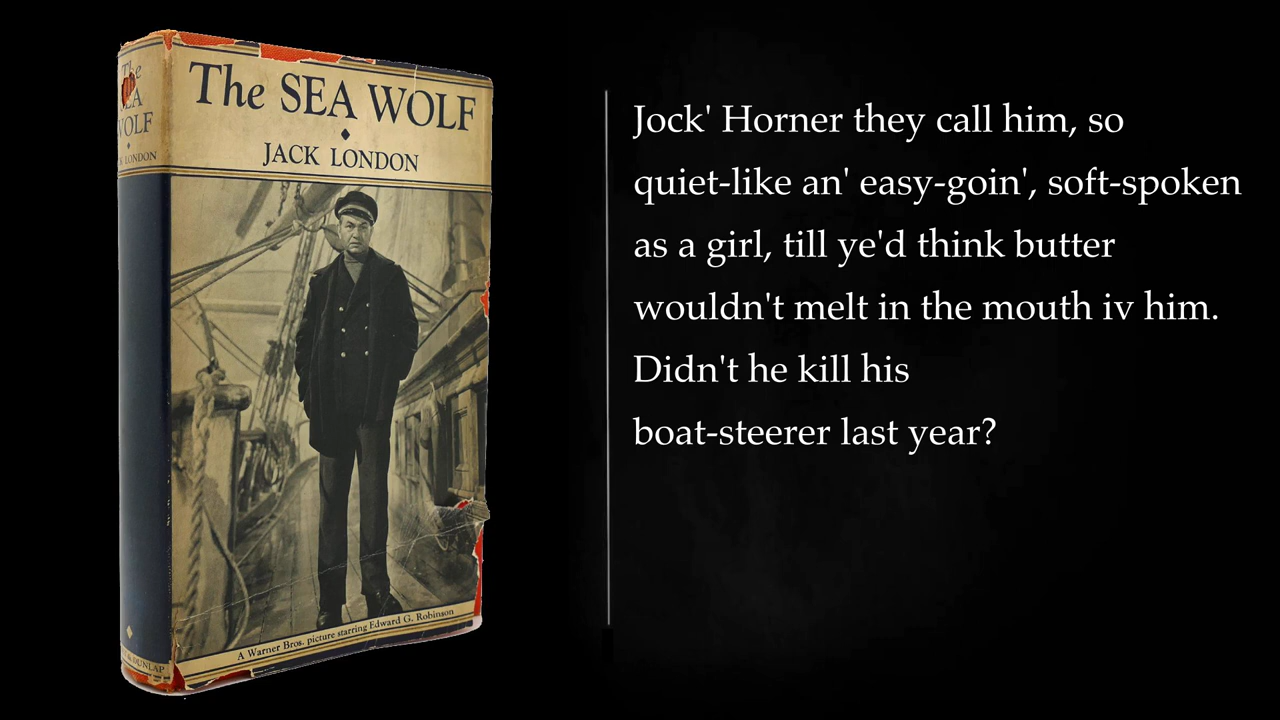 The SEA WOLF
JACK LONDON
The
SEA
WOLF
LONDON
A Warner Bros. picture starring Edward G. Robinson
DUNLAP
Jock' Horner they call him, so
quiet-like an' easy-goin', soft-spoken
as a girl, till ye'd think butter
wouldn't melt in the mouth iv him.
Didn't he kill his
boat-steerer last year?